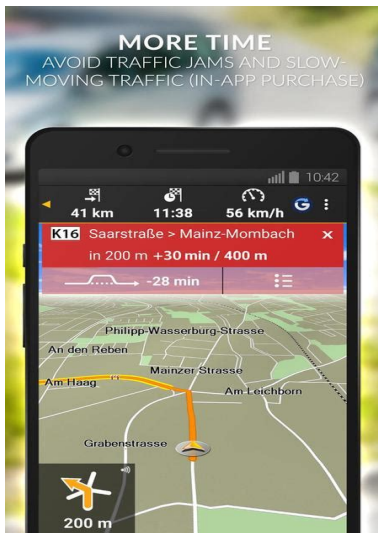 MORE TIME
AVOID TRAFFIC JAMS AND SLOW-
MOVING TRAFFIC (IN-APP PURCHASE)
10:42
41 km 11:38 56 km/h G
K16 Saarstraße > Mainz-Mombach x
in 200 m +30 min / 400 m
-28 min
Philipp-Wasserburg-Strasse
An den Reben
Mainzer Strasse
Am Haag
Am Leichborn
Grabenstrasse
200 m